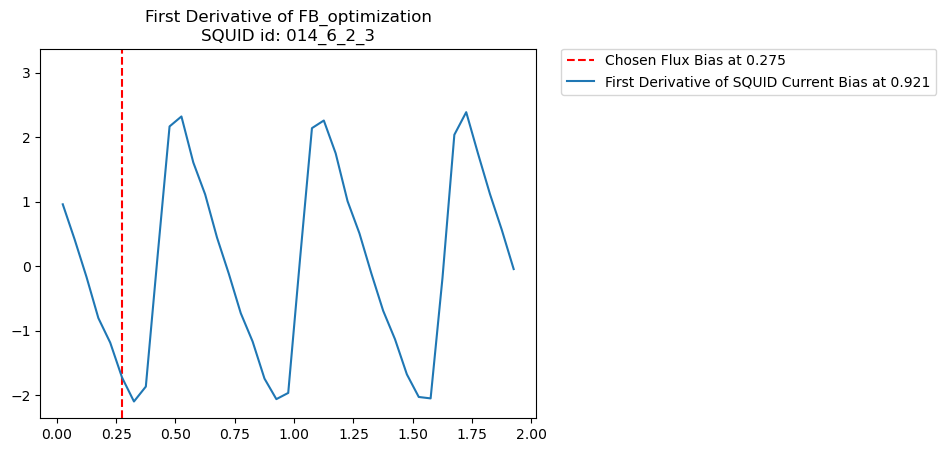 First Derivative of FB_optimization
SQUID id: 014_6_2_3
Chosen Flux Bias at 0.275
First Derivative of SQUID Current Bias at 0.921
3
2
1
0
−1
−2
0.00 0.25 0.50 0.75 1.00 1.25 1.50 1.75 2.00